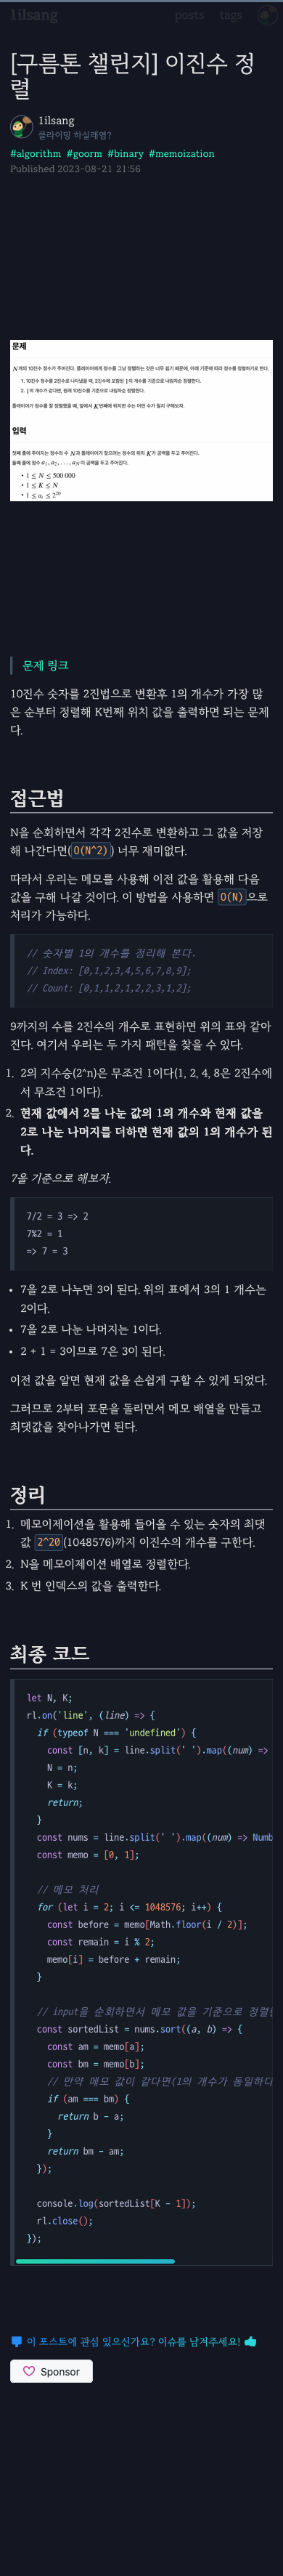 1ilsang posts tags
[구름톤 챌린지] 이진수 정
렬
1ilsang
클라이밍 하실래염?
#algorithm #goorm #binary #memoization
Published 2023-08-21 21:56
문제
N개의 10진수 정수가 주어진다. 플레이어에게 정수를 그냥 정렬하는 것은 너무 쉽기 때문에, 아래 기준에 따라 정수를 정렬하기로 한다.
1. 10진수 정수를 2진수로 나타냈을 때, 2진수에 포함된 1의 개수를 기준으로 내림차순 정렬한다.
2. 1의 개수가 같다면, 원래 10진수를 기준으로 내림차순 정렬한다.
플레이어가 정수를 잘 정렬했을 때, 앞에서 K번째에 위치한 수는 어떤 수가 될지 구해보자.
입력
첫째 줄에 주어지는 정수의 수 N과 플레이어가 찾으려는 정수의 위치 K가 공백을 두고 주어진다.
둘째 줄에 정수 a₁, a₂, . . . , a_N이 공백을 두고 주어진다.
• 1 ≤ N ≤ 500 000
• 1 ≤ K ≤ N
• 1 ≤ aᵢ ≤ 2²⁰
문제 링크
10진수 숫자를 2진법으로 변환후 1의 개수가 가장 많
은 순부터 정렬해 K번째 위치 값을 출력하면 되는 문제
다.
접근법
N을 순회하면서 각각 2진수로 변환하고 그 값을 저장
해 나간다면(O(N^2)) 너무 재미없다.
따라서 우리는 메모를 사용해 이전 값을 활용해 다음
값을 구해 나갈 것이다. 이 방법을 사용하면 O(N)으로
처리가 가능하다.
// 숫자별 1의 개수를 정리해 본다.
// Index: [0,1,2,3,4,5,6,7,8,9];
// Count: [0,1,1,2,1,2,2,3,1,2];
9까지의 수를 2진수의 개수로 표현하면 위의 표와 같아
진다. 여기서 우리는 두 가지 패턴을 찾을 수 있다.
1. 2의 지수승(2^n)은 무조건 1이다(1, 2, 4, 8은 2진수에
서 무조건 1이다).
2. 현재 값에서 2를 나눈 값의 1의 개수와 현재 값을
2로 나눈 나머지를 더하면 현재 값의 1의 개수가 된
다.
7을 기준으로 해보자.
7/2 = 3 => 2
7%2 = 1
=> 7 = 3
• 7을 2로 나누면 3이 된다. 위의 표에서 3의 1 개수는
2이다.
• 7을 2로 나눈 나머지는 1이다.
• 2 + 1 = 3이므로 7은 3이 된다.
이전 값을 알면 현재 값을 손쉽게 구할 수 있게 되었다.
그러므로 2부터 포문을 돌리면서 메모 배열을 만들고
최댓값을 찾아나가면 된다.
정리
1. 메모이제이션을 활용해 들어올 수 있는 숫자의 최댓
값 2^20(1048576)까지 이진수의 개수를 구한다.
2. N을 메모이제이션 배열로 정렬한다.
3. K 번 인덱스의 값을 출력한다.
최종 코드
let N, K;
rl.on('line', (line) => {
if (typeof N === 'undefined') {
const [n, k] = line.split(' ').map((num) =>
N = n;
K = k;
return;
}
const nums = line.split(' ').map((num) => Numb
const memo = [0, 1];
// 메모 처리
for (let i = 2; i <= 1048576; i++) {
const before = memo[Math.floor(i / 2)];
const remain = i % 2;
memo[i] = before + remain;
}
// input을 순회하면서 메모 값을 기준으로 정렬한
const sortedList = nums.sort((a, b) => {
const am = memo[a];
const bm = memo[b];
// 만약 메모 값이 같다면(1의 개수가 동일하다
if (am === bm) {
return b - a;
}
return bm - am;
});
console.log(sortedList[K - 1]);
rl.close();
});
이 포스트에 관심 있으신가요? 이슈를 남겨주세요!
Sponsor